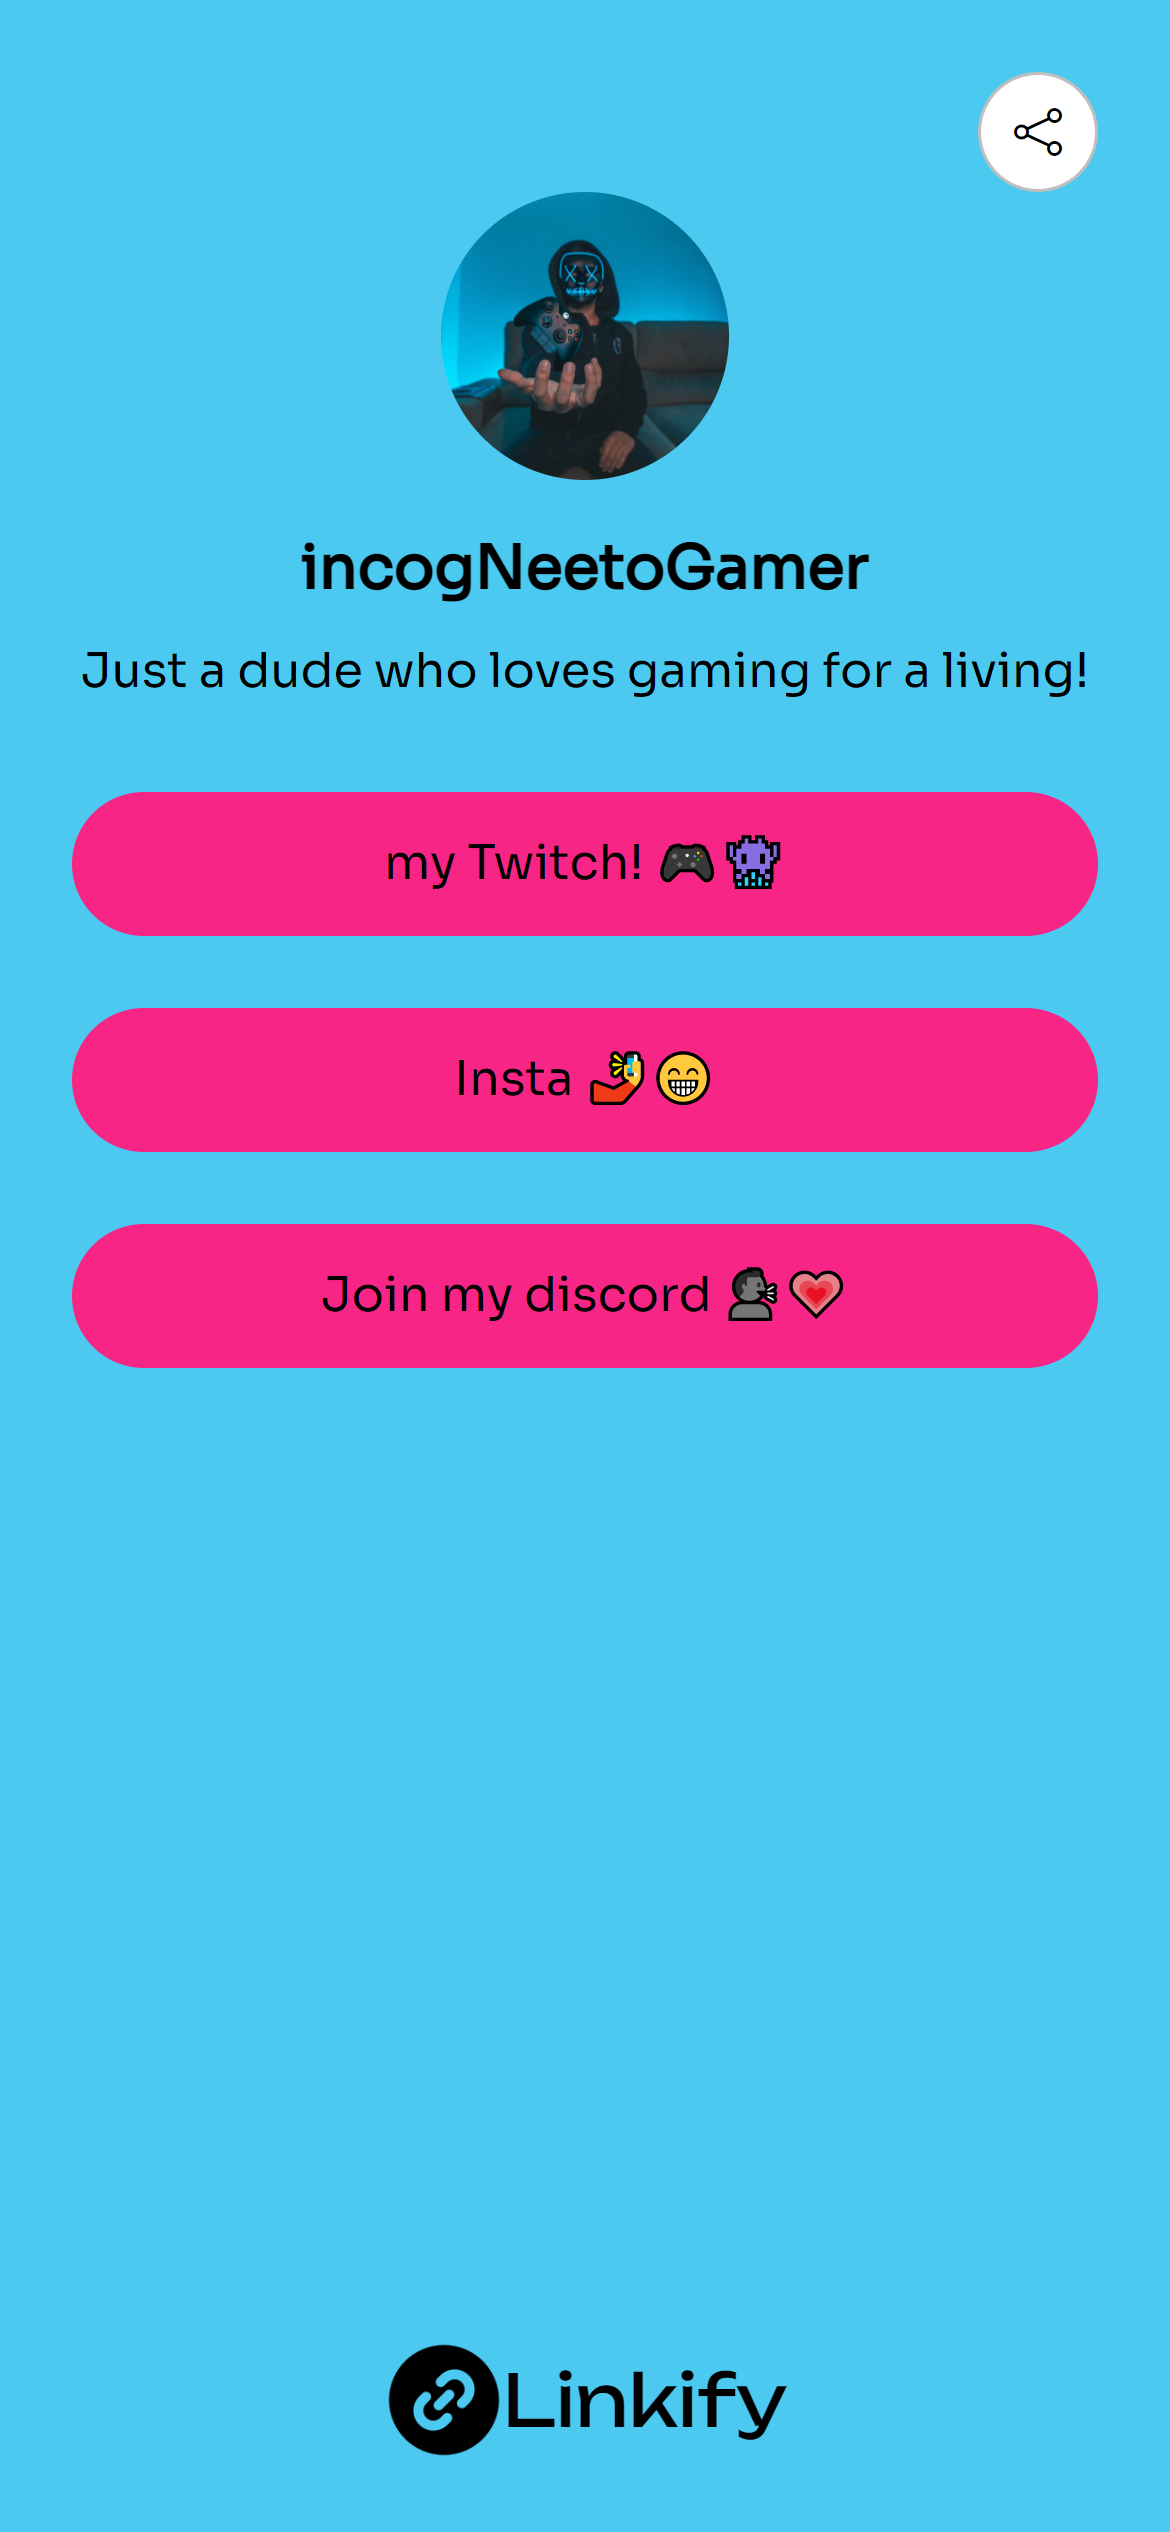 incogNeetoGamer
Just a dude who loves gaming for a living!
my Twitch! 🎮👾
Insta 🤳😁
Join my discord 🗣️💗
Linkify